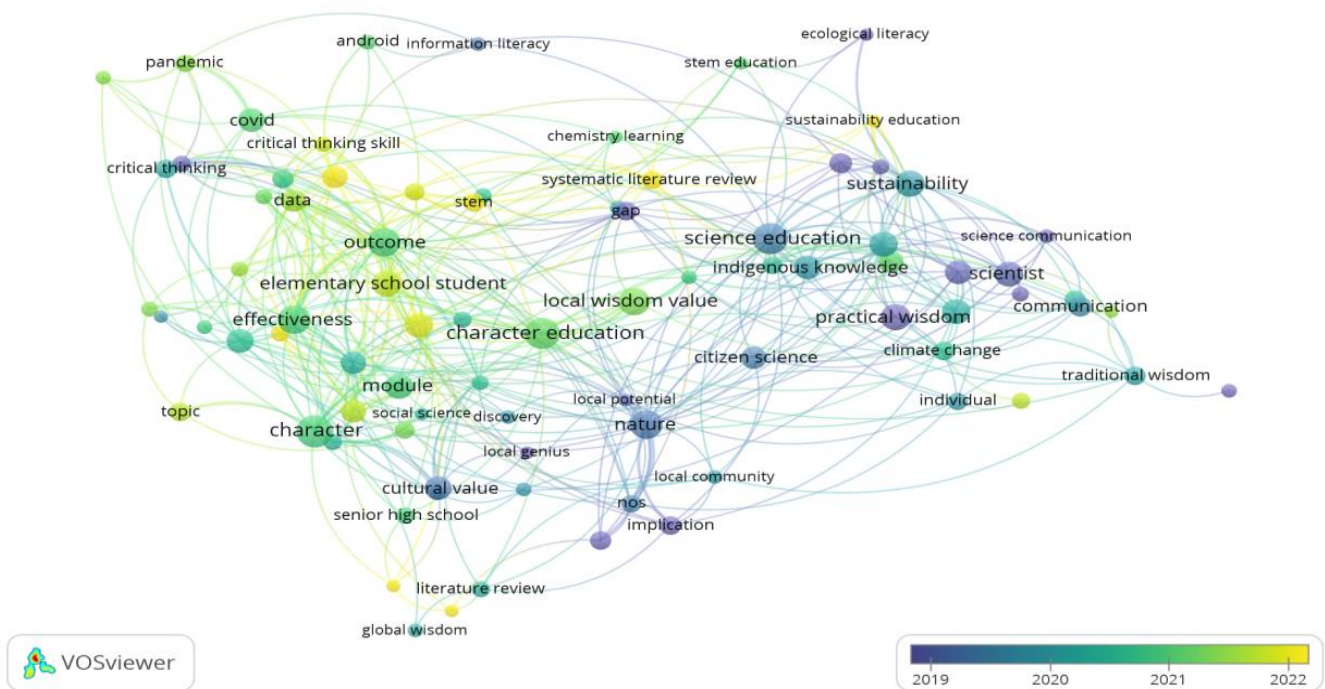 ecological literacy
android
information literacy
pandemic
stem education
covid
sustainability education
chemistry learning
critical thinking skill
critical thinking
systematic literature review
sustainability
data
stem
gap
outcome
science education
science communication
indigenous knowledge
scientist
elementary school student
local wisdom value
communication
effectiveness
practical wisdom
character education
climate change
citizen science
traditional wisdom
module
local potential
individual
topic
social science
discovery
nature
character
local genius
local community
cultural value
nos
senior high school
implication
literature review
global wisdom
VOSviewer
2019
2020
2021
2022